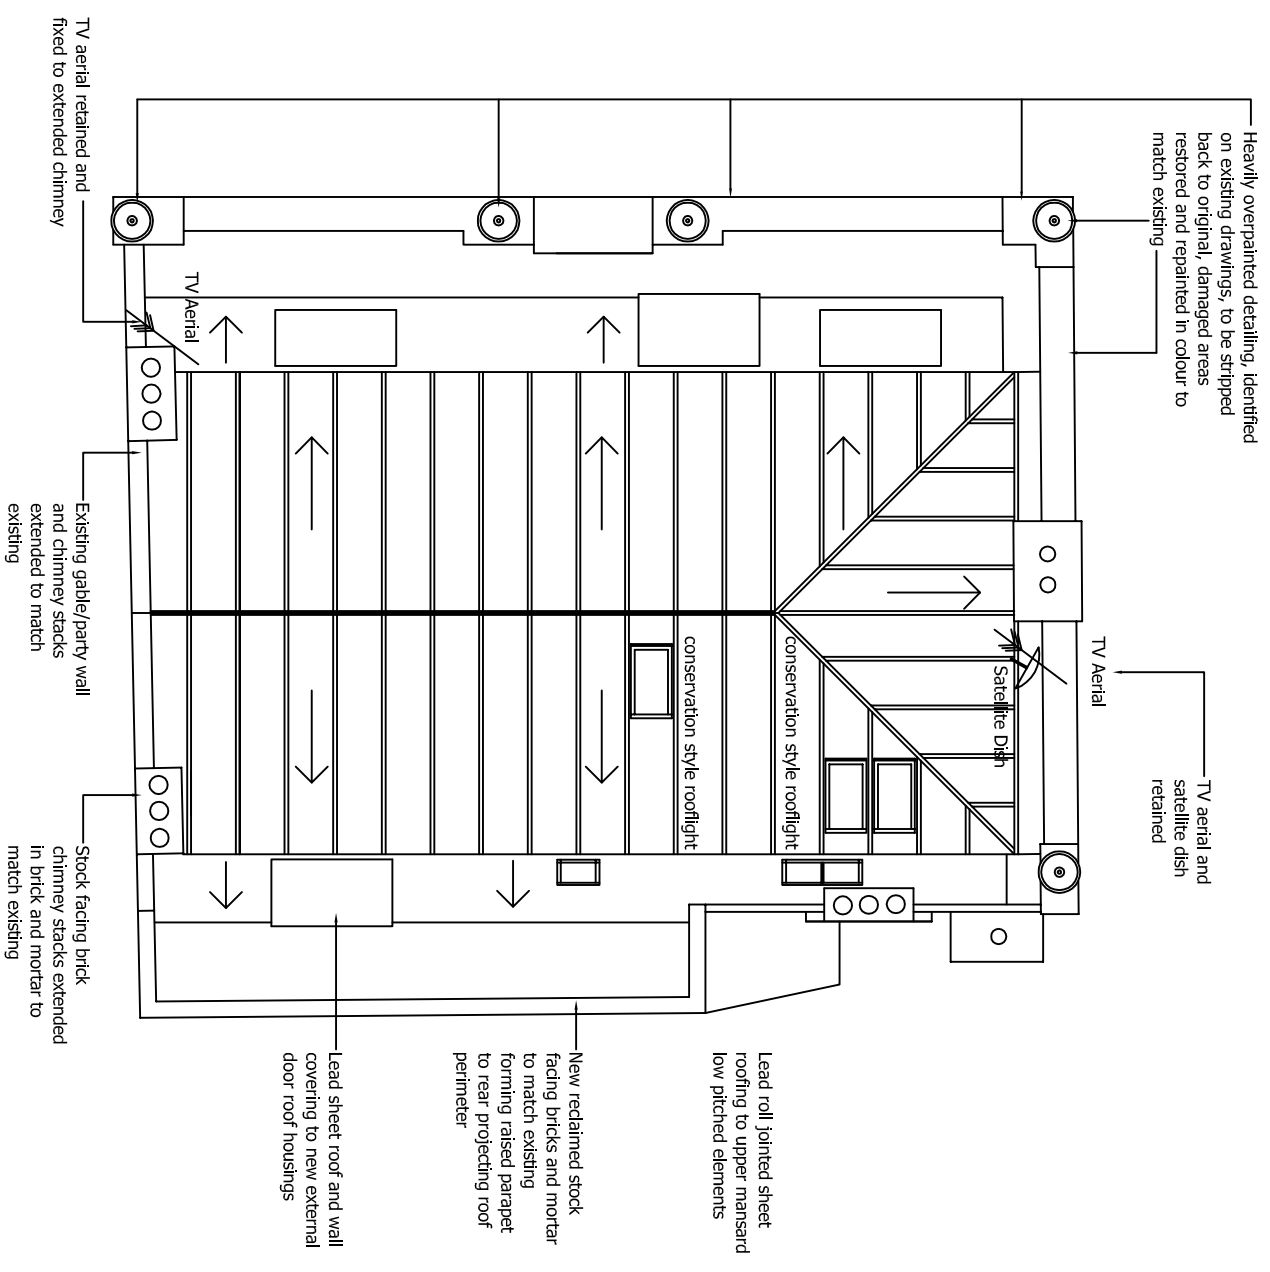 Heavily overpainted detailing, identified
on existing drawings, to be stripped
back to original, damaged areas
restored and repainted in colour to
match existing
TV aerial retained and
fixed to extended chimney
TV Aerial
Existing gable/party wall
and chimney stacks
extended to match
existing
TV Aerial
Satellite Dish
conservation style rooflight
conservation style rooflight
TV aerial and
satellite dish
retained
Stock facing brick
chimney stacks extended
in brick and mortar to
match existing
Lead roll jointed sheet
roofing to upper mansard
low pitched elements
New reclaimed stock
facing bricks and mortar
to match existing
forming raised parapet
to rear projecting roof
perimeter
Lead sheet roof and wall
covering to new external
door roof housings